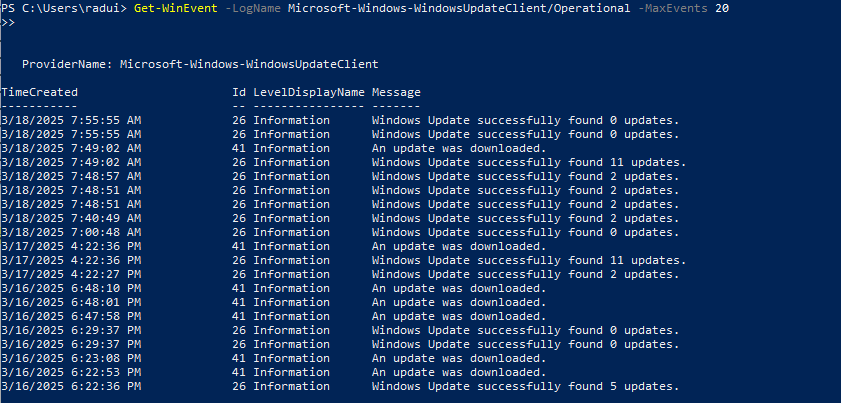 PS C:\Users\radui> Get-WinEvent -LogName Microsoft-Windows-WindowsUpdateClient/Operational -MaxEvents 20
>>
ProviderName: Microsoft-Windows-WindowsUpdateClient
TimeCreated Id LevelDisplayName Message
----------- -- ---------------- -------
3/18/2025 7:55:55 AM 26 Information Windows Update successfully found 0 updates.
3/18/2025 7:55:55 AM 26 Information Windows Update successfully found 0 updates.
3/18/2025 7:49:02 AM 41 Information An update was downloaded.
3/18/2025 7:49:02 AM 26 Information Windows Update successfully found 11 updates.
3/18/2025 7:48:57 AM 26 Information Windows Update successfully found 2 updates.
3/18/2025 7:48:51 AM 26 Information Windows Update successfully found 2 updates.
3/18/2025 7:48:51 AM 26 Information Windows Update successfully found 2 updates.
3/18/2025 7:40:49 AM 26 Information Windows Update successfully found 2 updates.
3/18/2025 7:00:48 AM 26 Information Windows Update successfully found 0 updates.
3/17/2025 4:22:36 PM 41 Information An update was downloaded.
3/17/2025 4:22:36 PM 26 Information Windows Update successfully found 11 updates.
3/17/2025 4:22:27 PM 26 Information Windows Update successfully found 2 updates.
3/16/2025 6:48:10 PM 41 Information An update was downloaded.
3/16/2025 6:48:01 PM 41 Information An update was downloaded.
3/16/2025 6:47:58 PM 41 Information An update was downloaded.
3/16/2025 6:29:37 PM 26 Information Windows Update successfully found 0 updates.
3/16/2025 6:29:37 PM 26 Information Windows Update successfully found 0 updates.
3/16/2025 6:23:08 PM 41 Information An update was downloaded.
3/16/2025 6:22:53 PM 41 Information An update was downloaded.
3/16/2025 6:22:36 PM 26 Information Windows Update successfully found 5 updates.